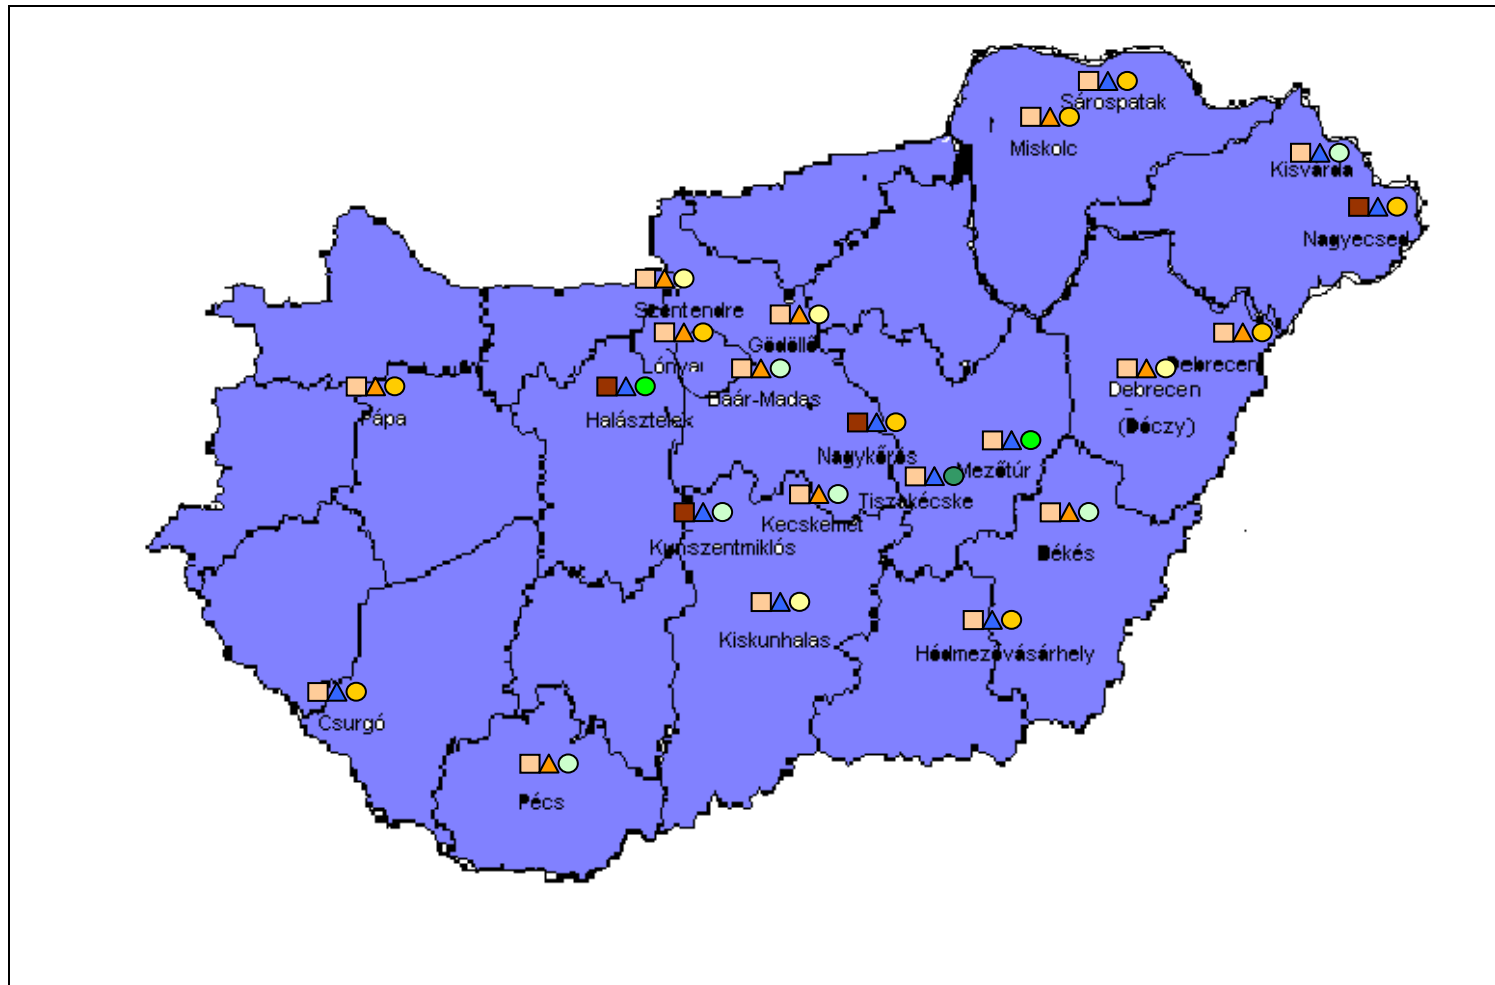 Sárospatak
Miskolc
Kisvárda
Nagyecsed
Szentendre
Gödöllő
Lónyai
Debrecen
Pápa
Baár-Madas
Debrecen
(Dóczy)
Halásztelek
Nagykőrös
Mezőtúr
Tiszakécske
Kecskemét
Kunszentmiklós
Békés
Kiskunhalas
Hódmezővásárhely
Csurgó
Pécs